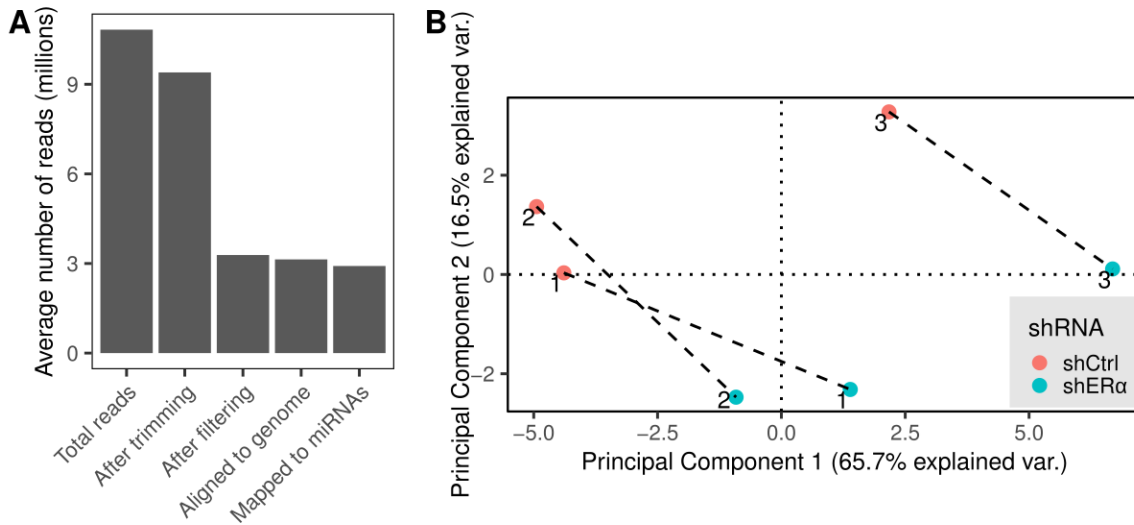 A
Average number of reads (millions)
9
6
3
0
Total reads
After trimming
After filtering
Aligned to genome
Mapped to miRNAs
B
Principal Component 2 (16.5% explained var.)
2
0
−2
3
2
1
3
2
1
shRNA
shCtrl
shERα
−5.0
−2.5
0.0
2.5
5.0
Principal Component 1 (65.7% explained var.)